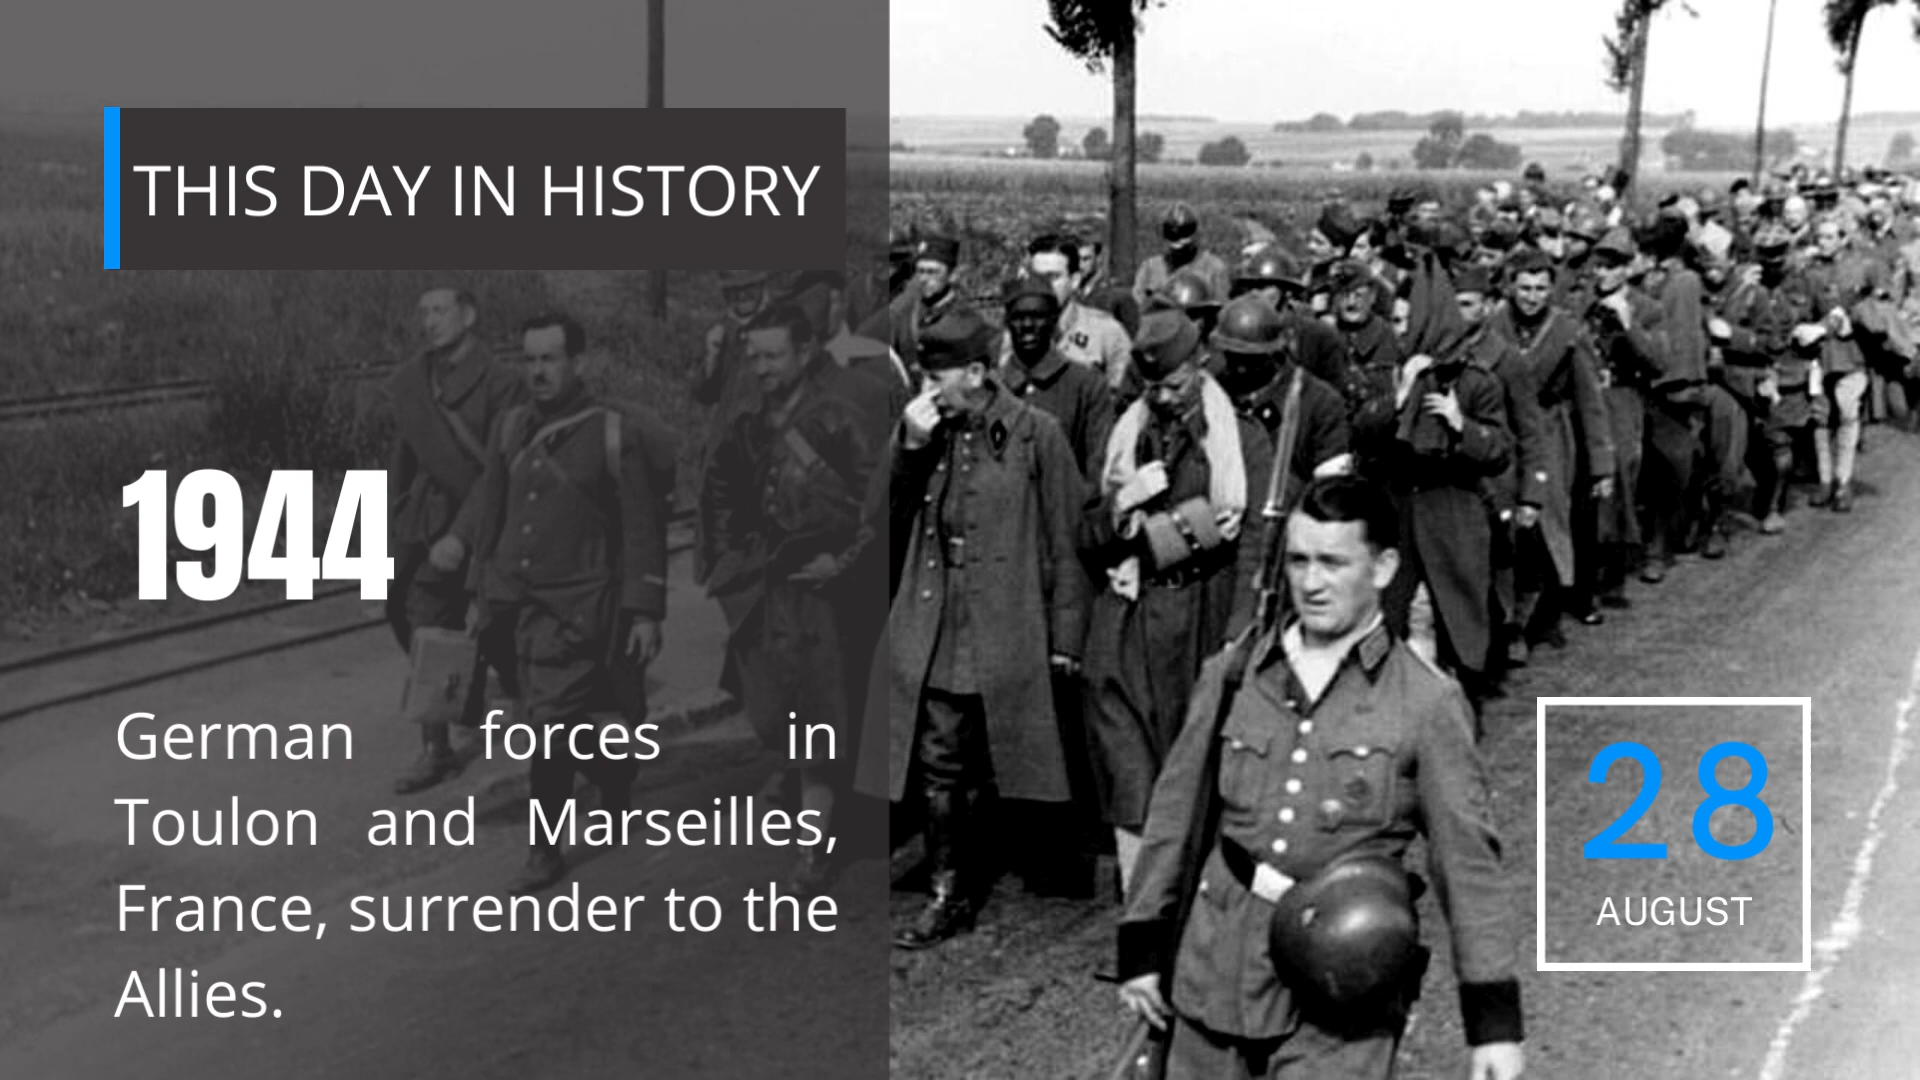 THIS DAY IN HISTORY
1944
German forces in
Toulon and Marseilles,
France, surrender to the
Allies.
28
AUGUST